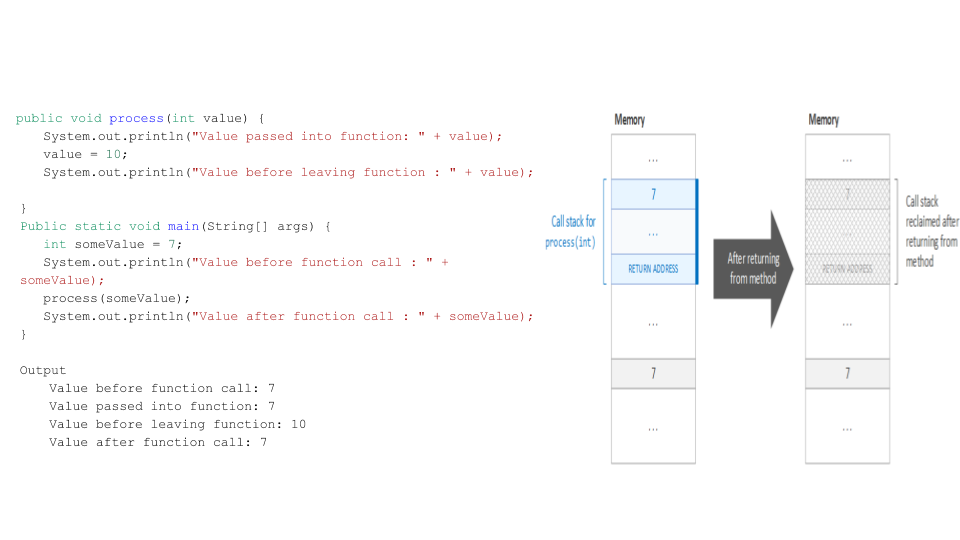 public void process(int value) {
System.out.println("Value passed into function: " + value);
value = 10;
System.out.println("Value before leaving function : " + value);
}
Public static void main(String[] args) {
int someValue = 7;
System.out.println("Value before function call : " +
someValue);
process(someValue);
System.out.println("Value after function call : " + someValue);
}
Output
Value before function call: 7
Value passed into function: 7
Value before leaving function: 10
Value after function call: 7
Memory
...
7
...
RETURN ADDRESS
...
7
...
Call stack for
process(int)
After returning
from method
Memory
...
7
...
RETURN ADDRESS
...
7
...
Call stack
reclaimed after
returning from
method